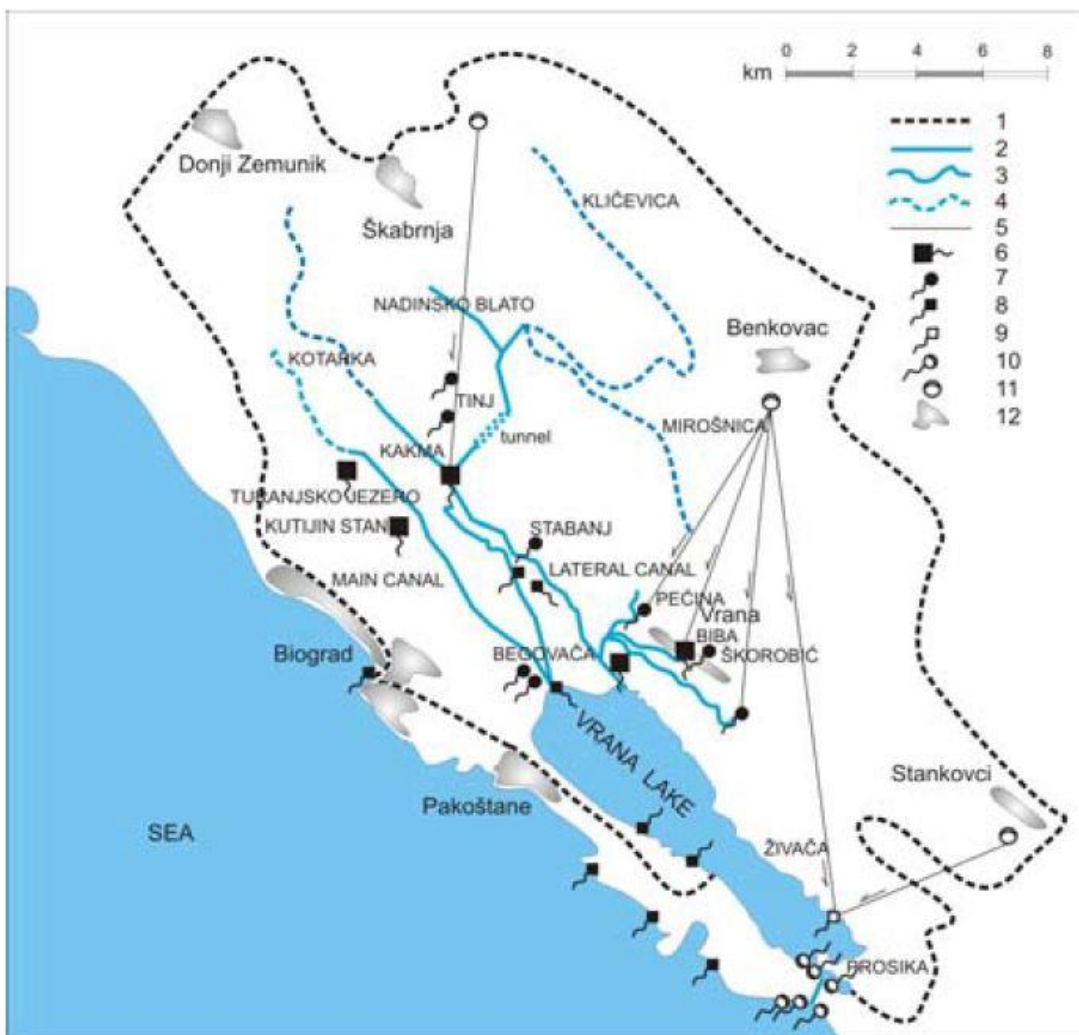 0 2 4 6 8
km
1
2
3
4
5
6
7
8
9
10
11
12
Donji Zemunik
Škabrnja
KLIČEVICA
NADINSKO BLATO
Benkovac
KOTARKA
TINJ
MIROŠNICA
tunnel
KAKMA
TURANJSKO JEZERO
KUTIJIN STAN
STABANJ
MAIN CANAL
LATERAL CANAL
PEĆINA
Vrana
BIBA
Biograd
BEGOVAČA
ŠKOROBIĆ
VRANA LAKE
Stankovci
Pakoštane
SEA
ŽIVAČA
PROSIKA